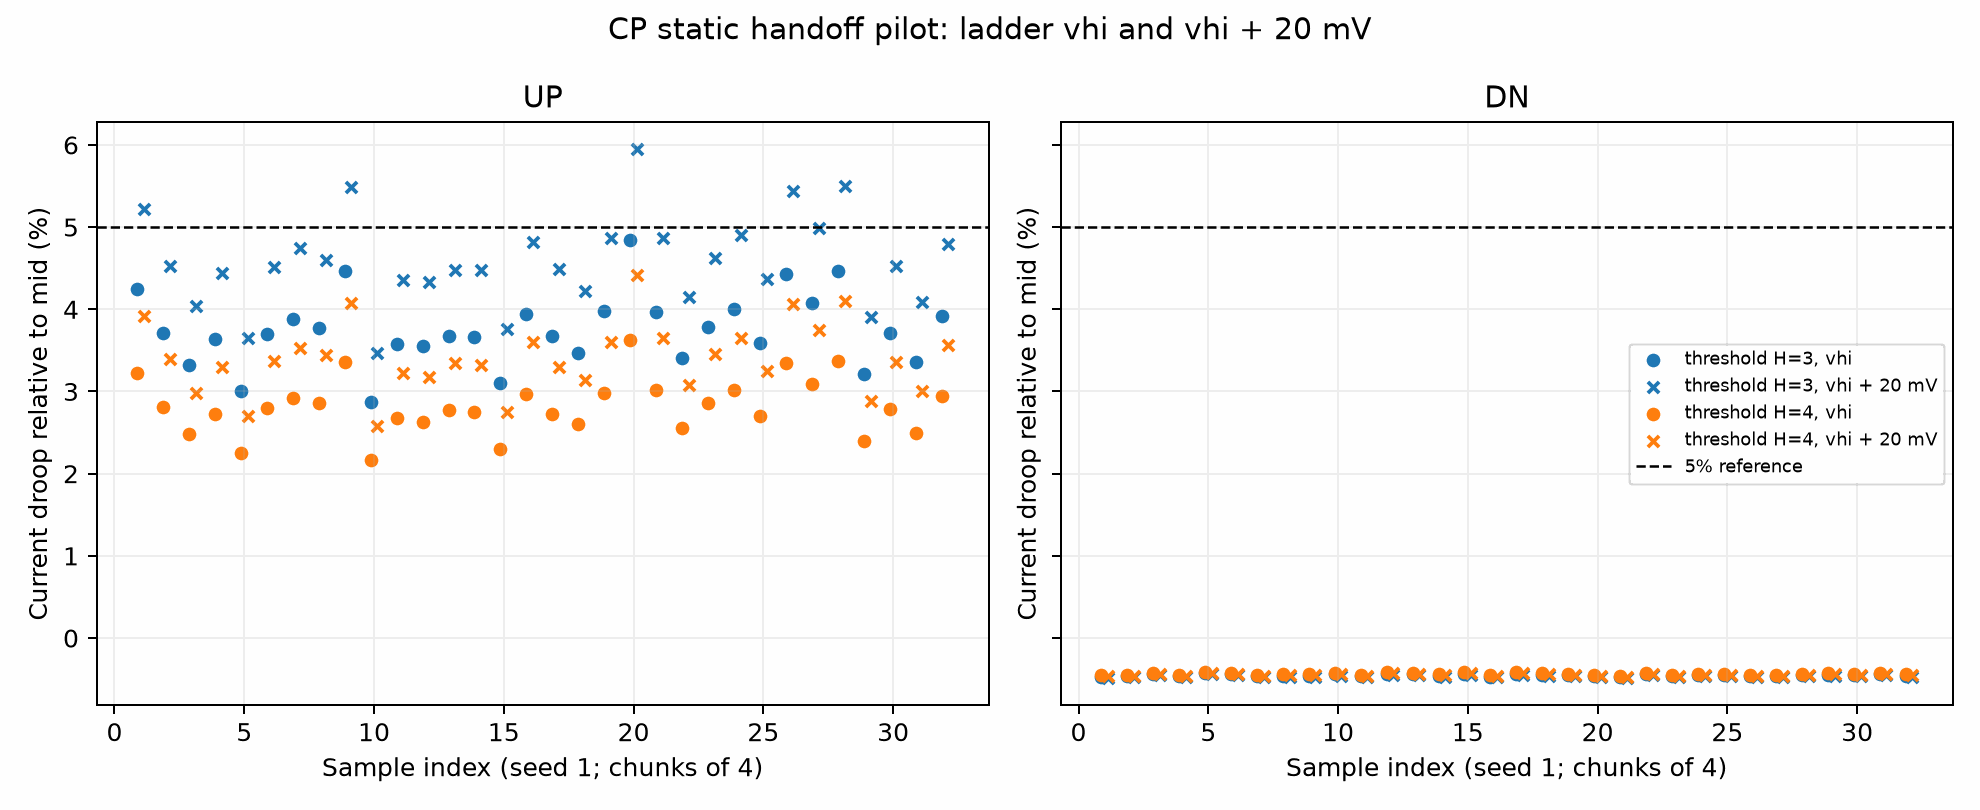 CP static handoff pilot: ladder vhi and vhi + 20 mV
UP
Current droop relative to mid (%)
6
5
4
3
2
1
0
0 5 10 15 20 25 30
Sample index (seed 1; chunks of 4)
DN
Current droop relative to mid (%)
threshold H=3, vhi
threshold H=3, vhi + 20 mV
threshold H=4, vhi
threshold H=4, vhi + 20 mV
5% reference
0 5 10 15 20 25 30
Sample index (seed 1; chunks of 4)